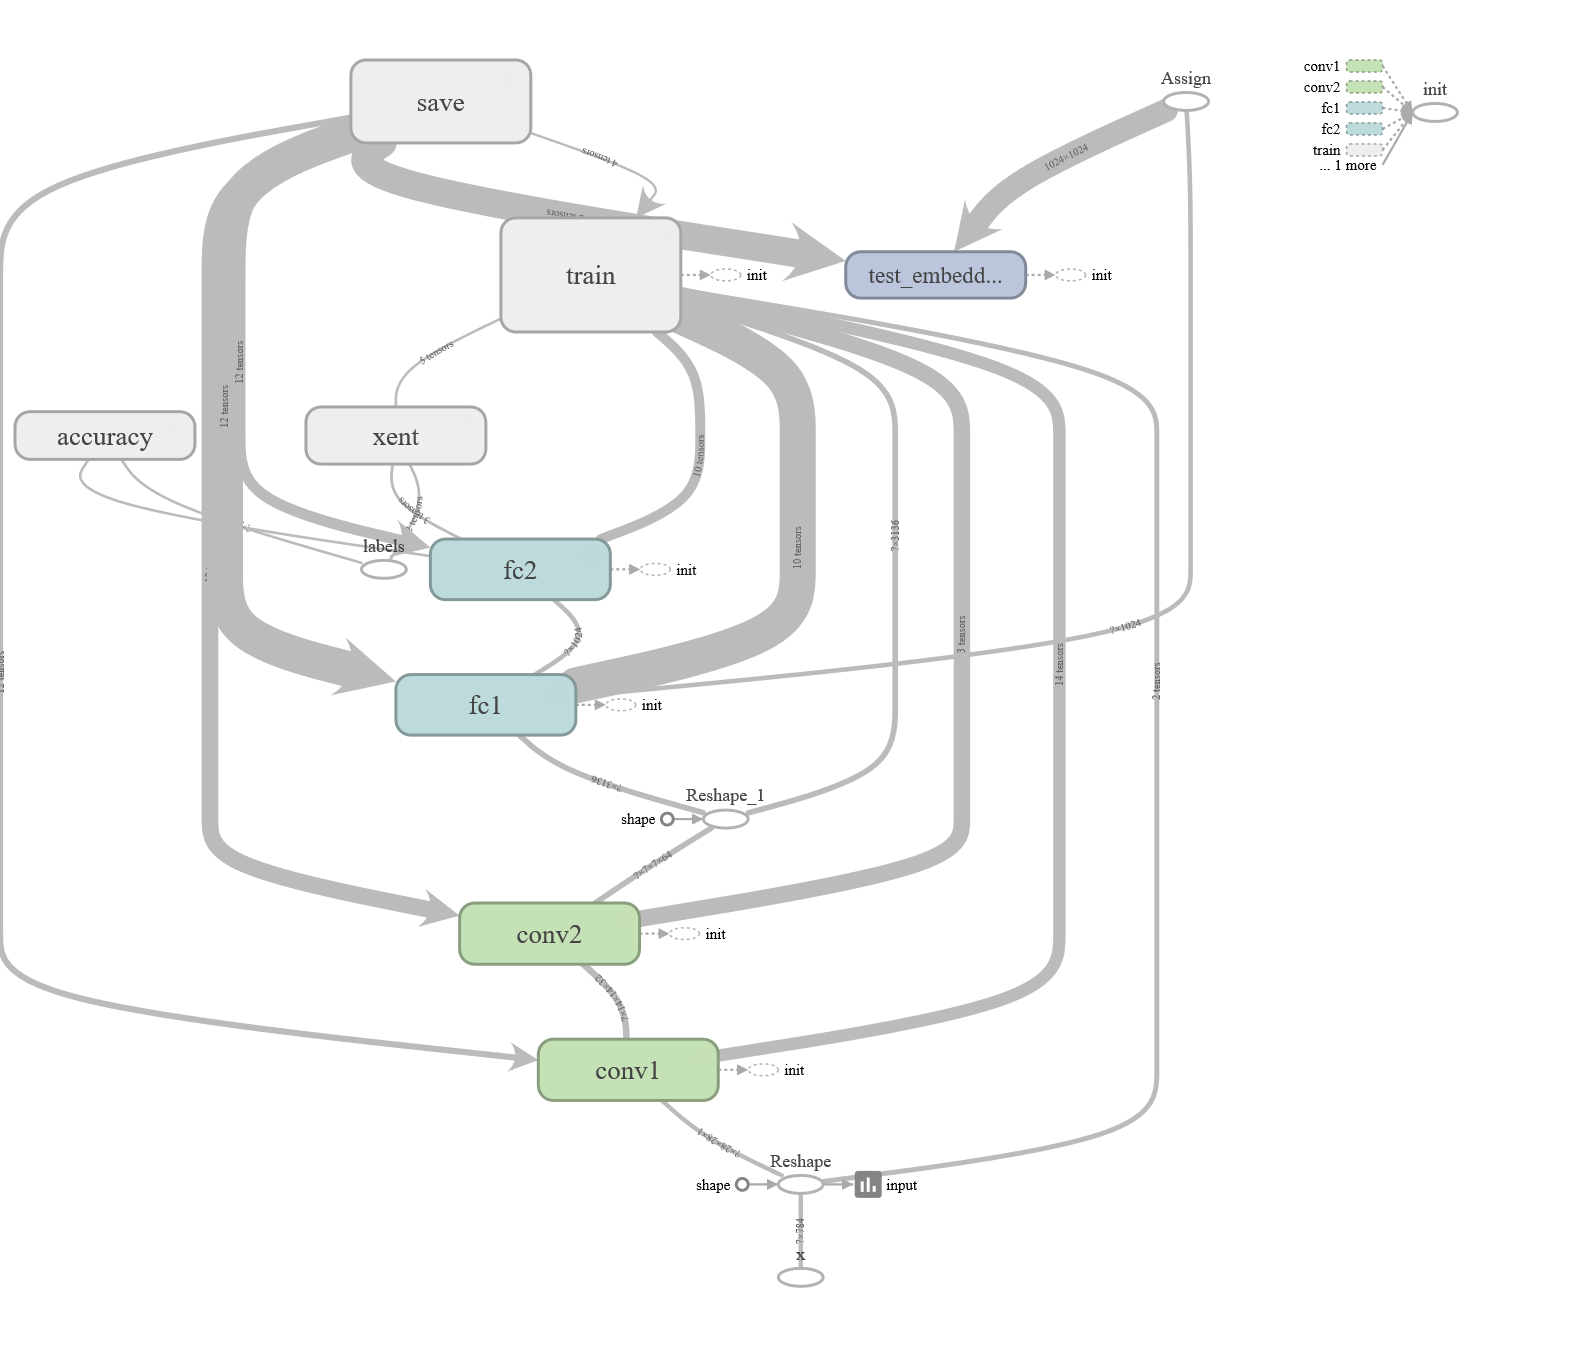 save
Assign
conv1
conv2
fc1
fc2
train
... 1 more
init
4 tensors
1024×1024
train
init
test_embedd...
init
5 tensors
12 tensors
12 tensors
accuracy
xent
10 tensors
3 tensors
labels
fc2
init
?×3136
10 tensors
?×1024
?×1024
3 tensors
14 tensors
2 tensors
12 tensors
fc1
init
?×3136
Reshape_1
shape
?×7×7×64
conv2
init
?×14×14×32
conv1
init
?×28×28×1
Reshape
shape
input
?×784
x